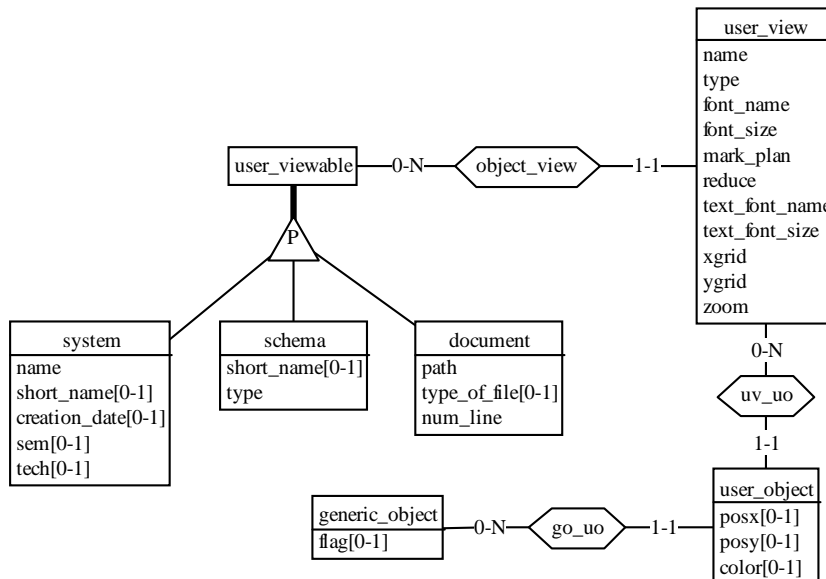 user_view
name
type
font_name
font_size
mark_plan
reduce
text_font_name
text_font_size
xgrid
ygrid
zoom
user_viewable
0-N
object_view
1-1
P
system
name
short_name[0-1]
creation_date[0-1]
sem[0-1]
tech[0-1]
schema
short_name[0-1]
type
document
path
type_of_file[0-1]
num_line
0-N
uv_uo
1-1
generic_object
flag[0-1]
0-N
go_uo
1-1
user_object
posx[0-1]
posy[0-1]
color[0-1]